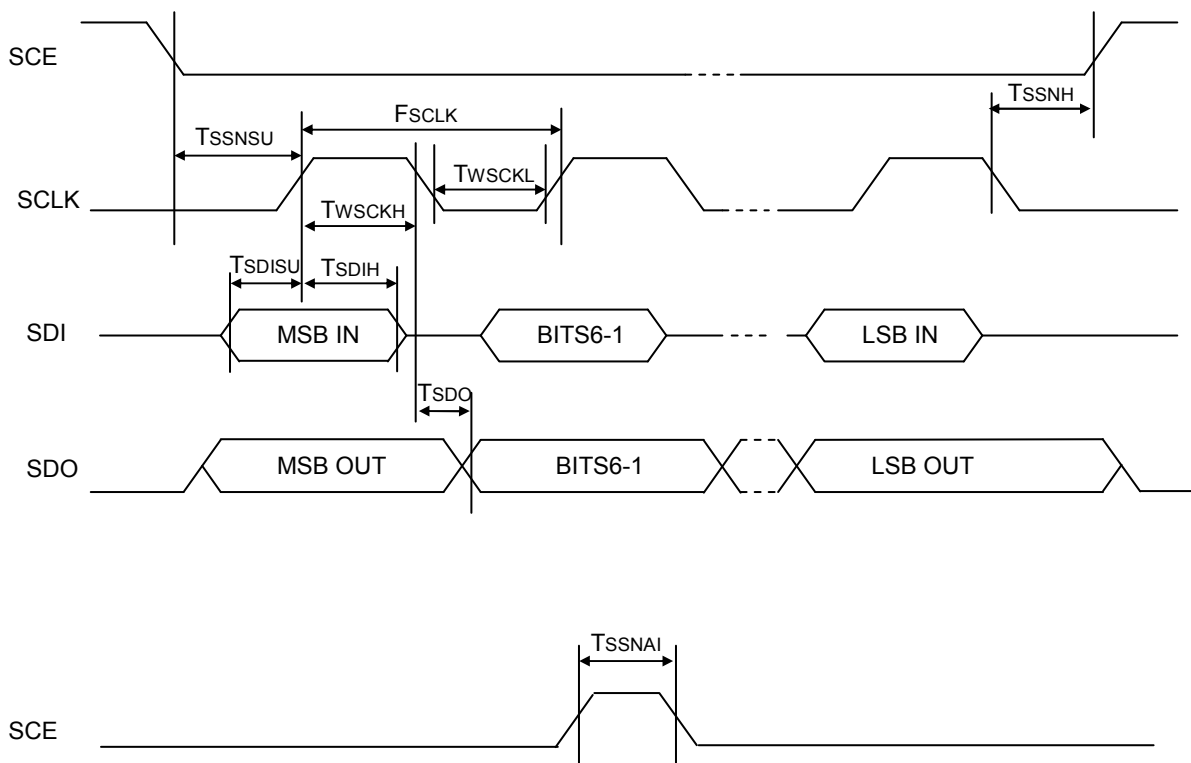 SCE
TSSNH
FSCLK
TSSNSU
TWSCKL
SCLK
TWSCKH
TSDISU
TSDIH
SDI
MSB IN
BITS6-1
LSB IN
TSDO
SDO
MSB OUT
BITS6-1
LSB OUT
TSSNAI
SCE